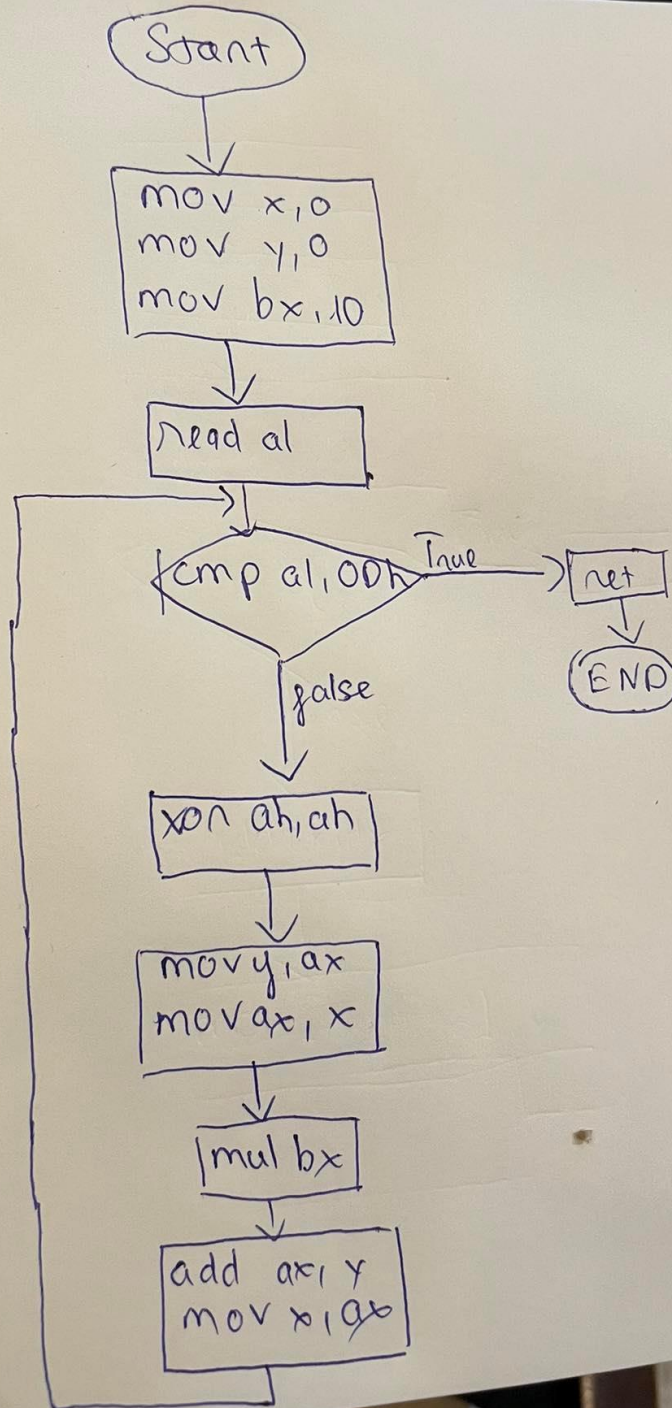 Start
mov x,0
mov y,0
mov bx,10
read al
cmp al,0Dh
True
ret
END
false
xor ah,ah
mov y,ax
mov ax,x
mul bx
add ax,y
mov x,ax